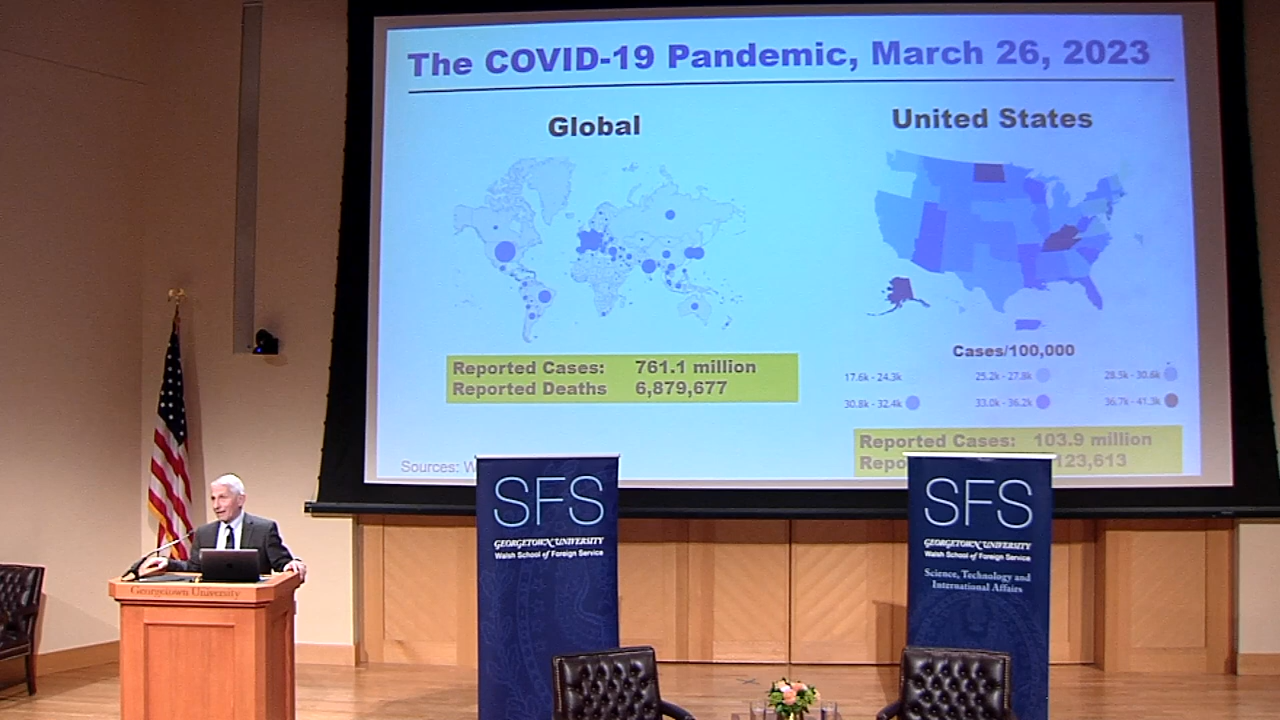 The COVID-19 Pandemic, March 26, 2023
Global
United States
Cases/100,000
17.6k - 24.3k
25.2k - 27.8k
28.5k - 30.6k
30.8k - 32.4k
33.0k - 36.2k
36.7k - 41.3k
Reported Cases: 761.1 million
Reported Deaths 6,879,677
Reported Cases: 103.9 million
123,613
Sources:
SFS
GEORGETOWN UNIVERSITY
Walsh School of Foreign Service
SFS
GEORGETOWN UNIVERSITY
Walsh School of Foreign Service
Science, Technology and
International Affairs
Georgetown University